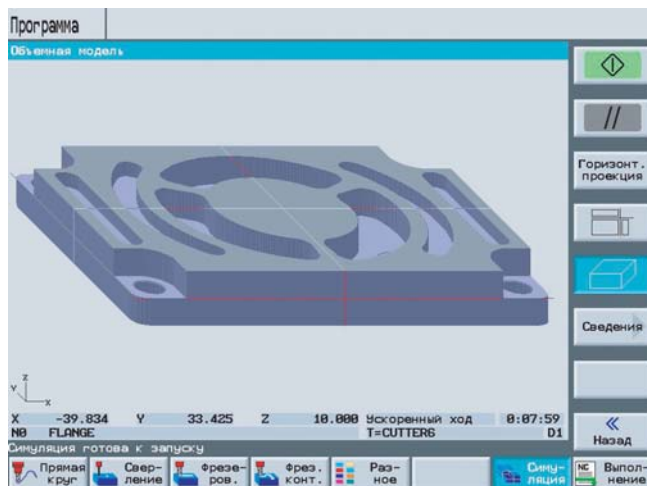 Программа
Объемная модель
//
Горизонт.
проекция
Сведения
Z
Y
X
X -39.834 Y 33.425 Z 10.000 Ускоренный ход 0:07:59
N0 FLANGE T=CUTTER6 D1
Симуляция готова к запуску
«
Назад
Прямая
круг
Свер-
ление
Фрезе-
ров.
Фрез.
конт.
Раз-
ное
Симу-
ляция
NC
Выпол-
нение